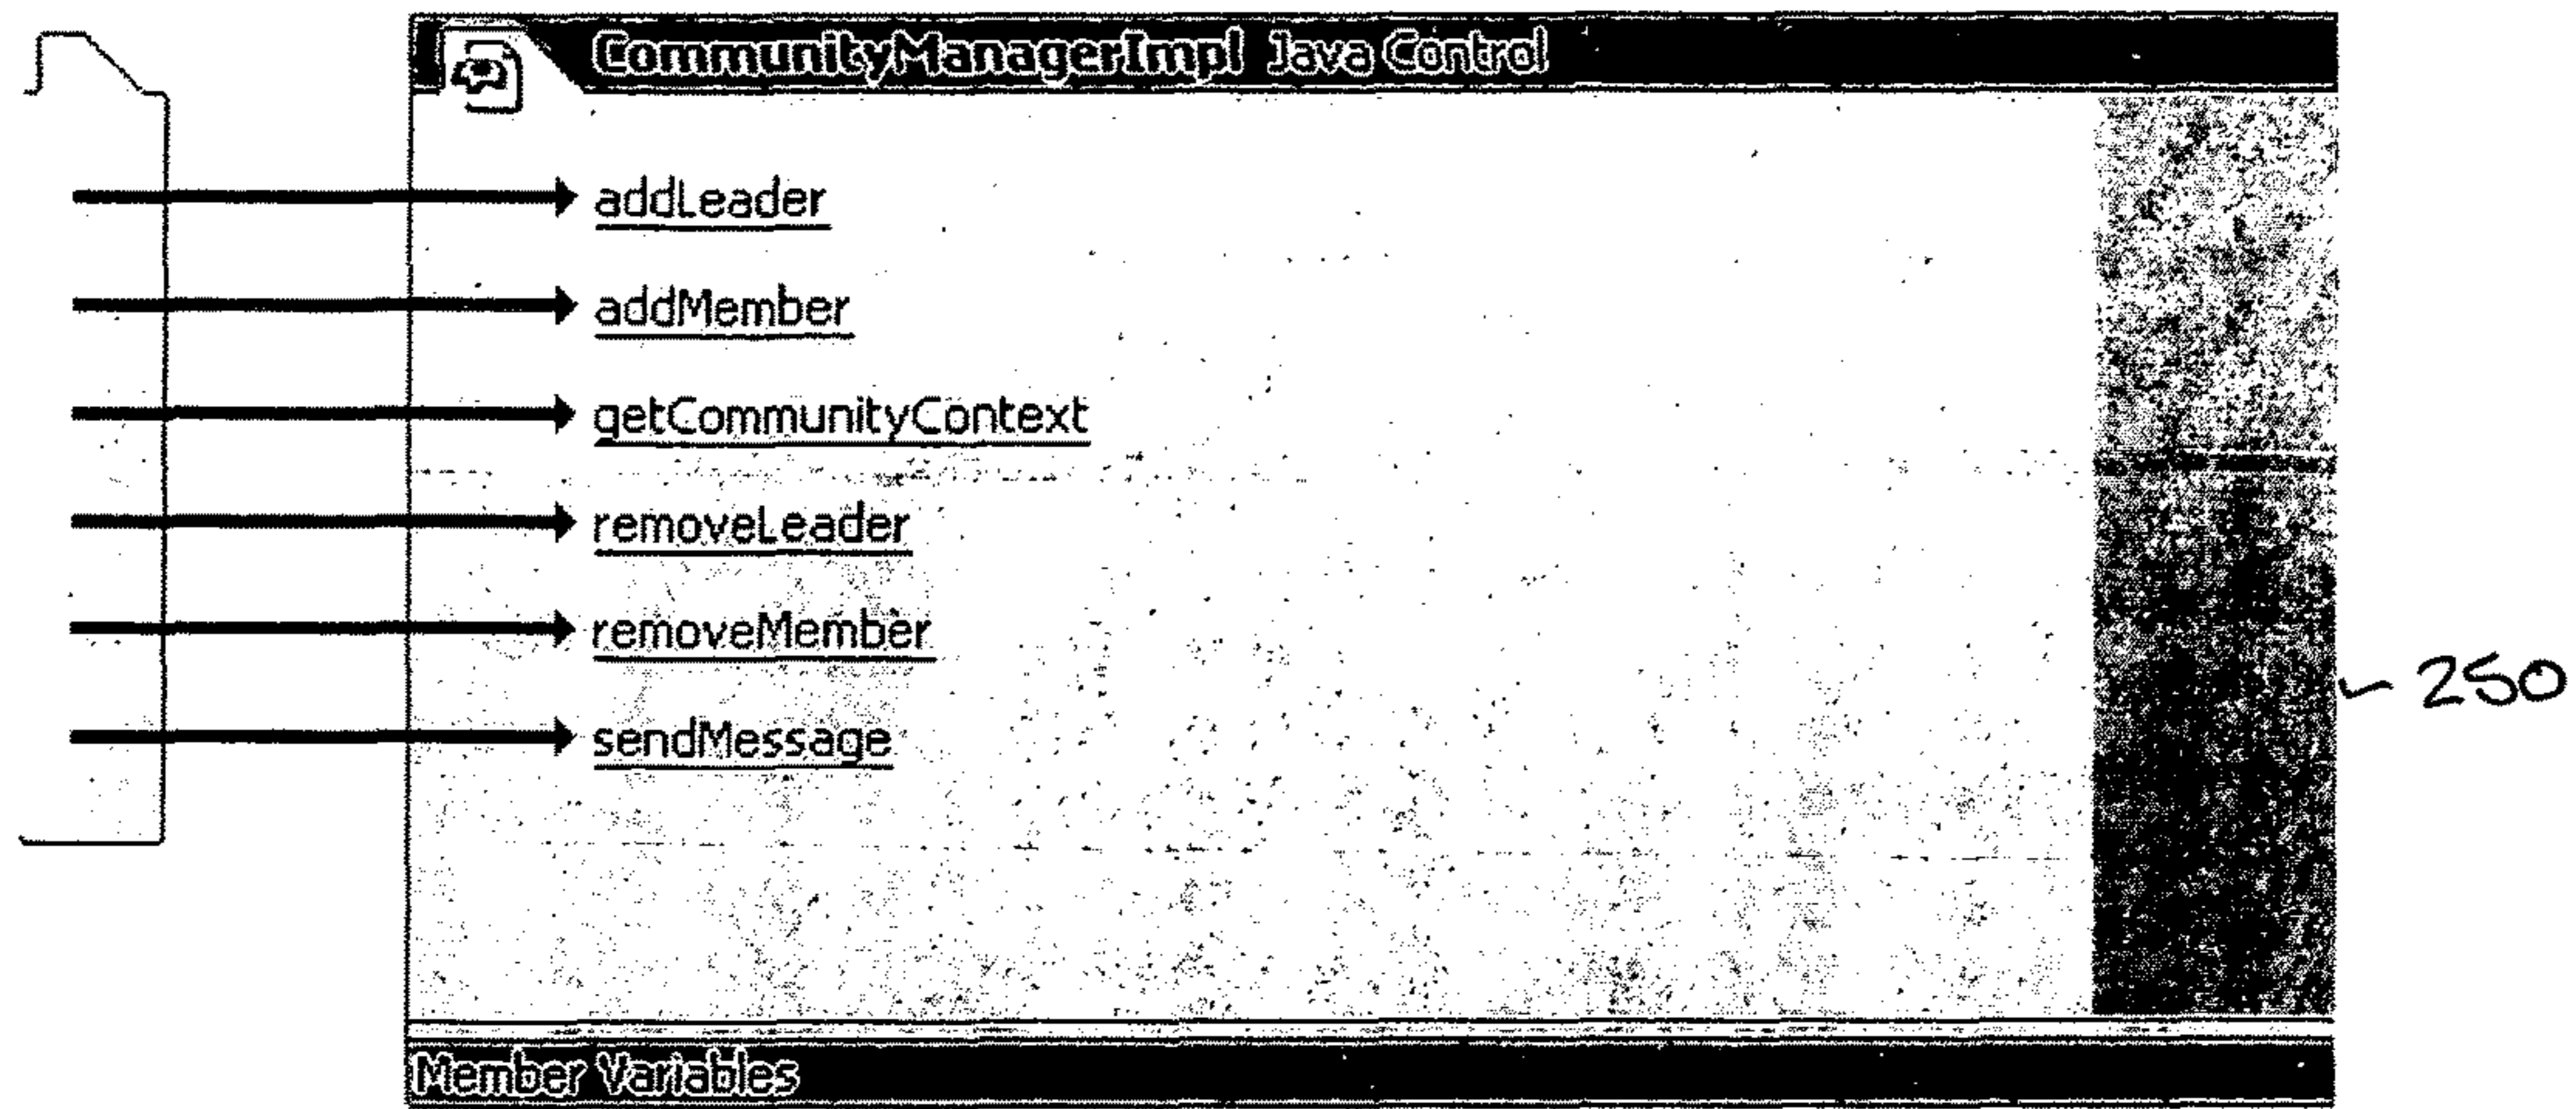 CommunityManagerImpl Java Control
addLeader
addMember
getCommunityContext
removeLeader
removeMember
250
sendMessage
Member Variables